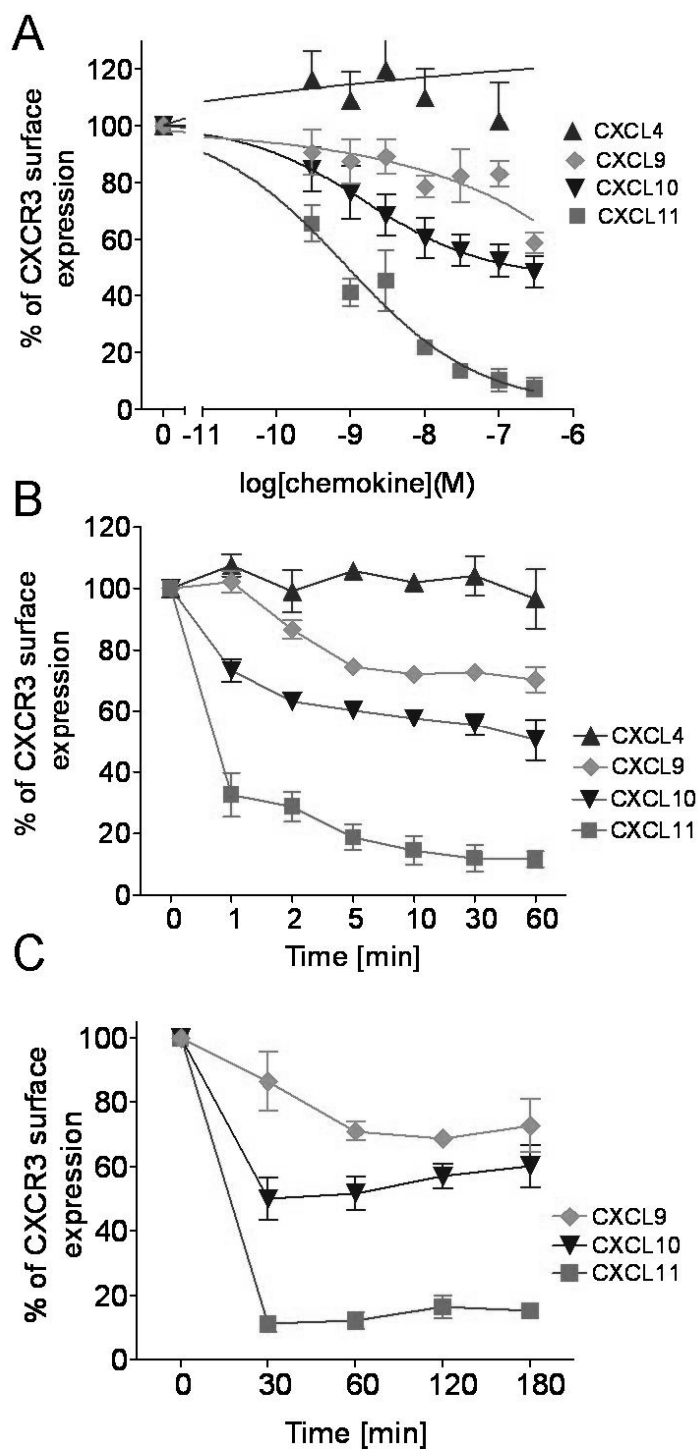 A
% of CXCR3 surface
expression
120
100
80
60
40
20
0
0 -11 -10 -9 -8 -7 -6
log[chemokine](M)
CXCL4
CXCL9
CXCL10
CXCL11
B
% of CXCR3 surface
expression
120
100
80
60
40
20
0
0 1 2 5 10 30 60
Time [min]
CXCL4
CXCL9
CXCL10
CXCL11
C
% of CXCR3 surface
expression
100
80
60
40
20
0
0 30 60 120 180
Time [min]
CXCL9
CXCL10
CXCL11